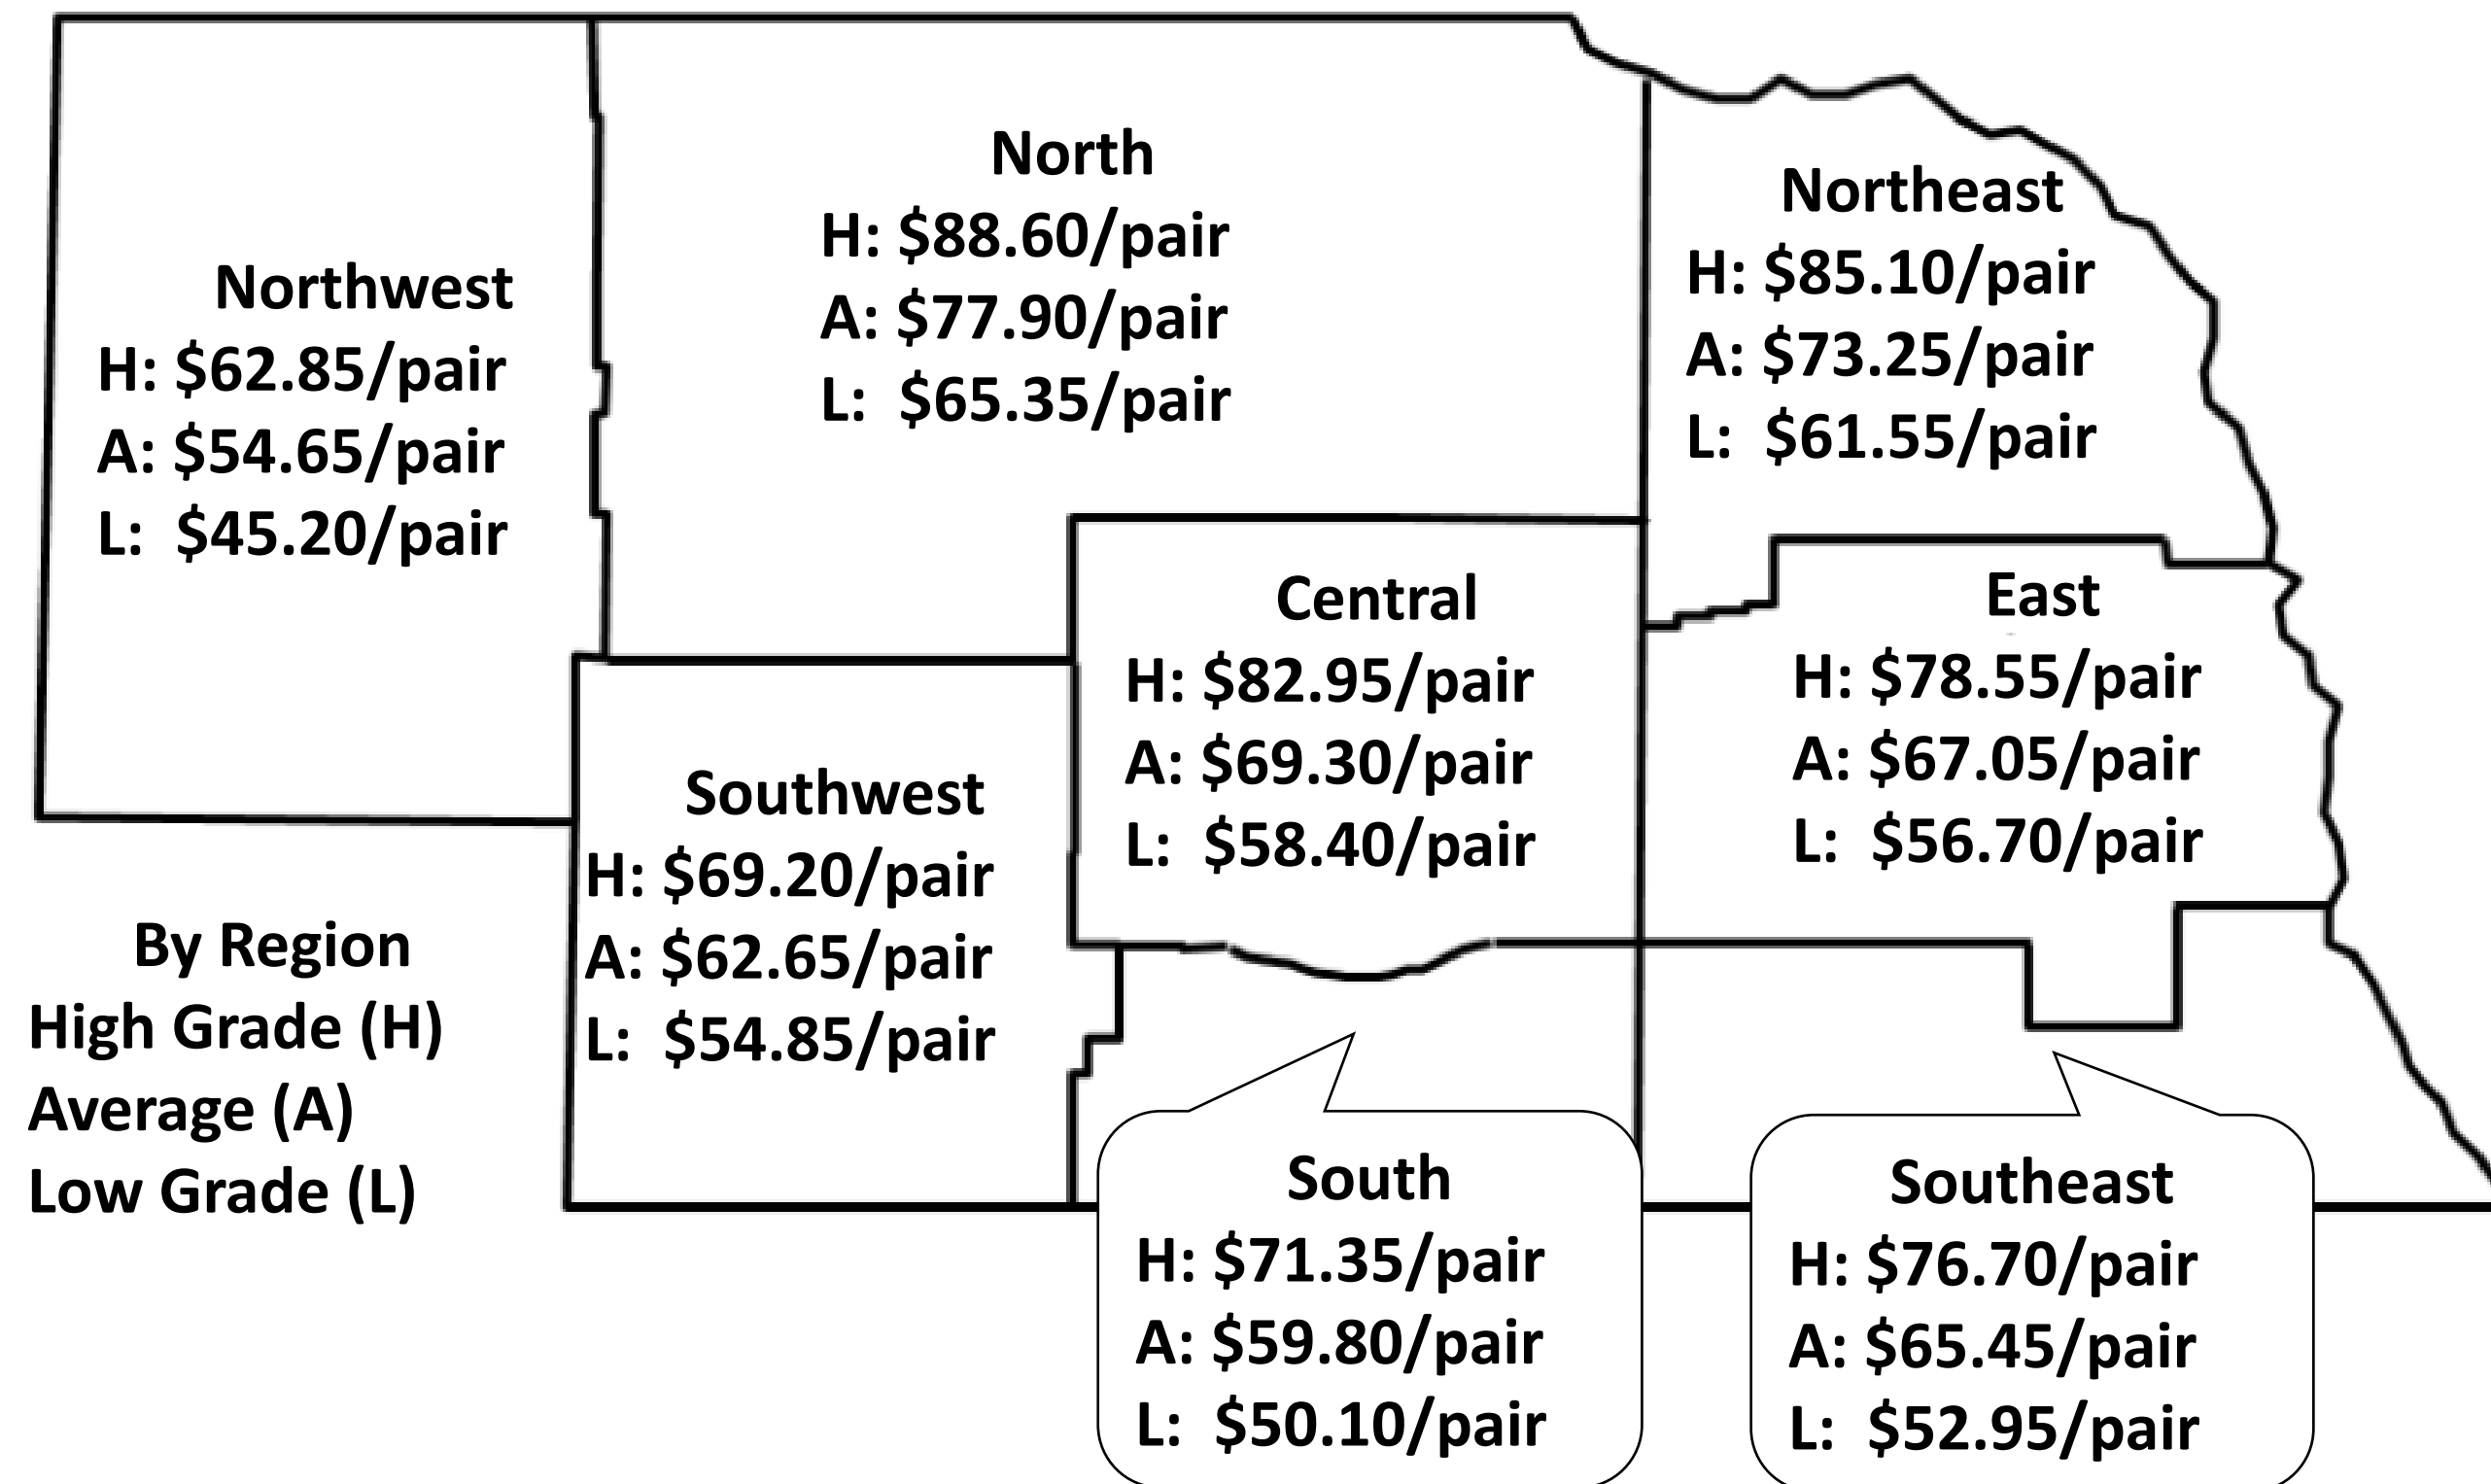 North
H: $88.60/pair
A: $77.90/pair
L: $65.35/pair
Northeast
H: $85.10/pair
A: $73.25/pair
L: $61.55/pair
Northwest
H: $62.85/pair
A: $54.65/pair
L: $45.20/pair
Central
H: $82.95/pair
A: $69.30/pair
L: $58.40/pair
East
H: $78.55/pair
A: $67.05/pair
L: $56.70/pair
Southwest
H: $69.20/pair
A: $62.65/pair
L: $54.85/pair
By Region
High Grade (H)
Average (A)
Low Grade (L)
South
H: $71.35/pair
A: $59.80/pair
L: $50.10/pair
Southeast
H: $76.70/pair
A: $65.45/pair
L: $52.95/pair